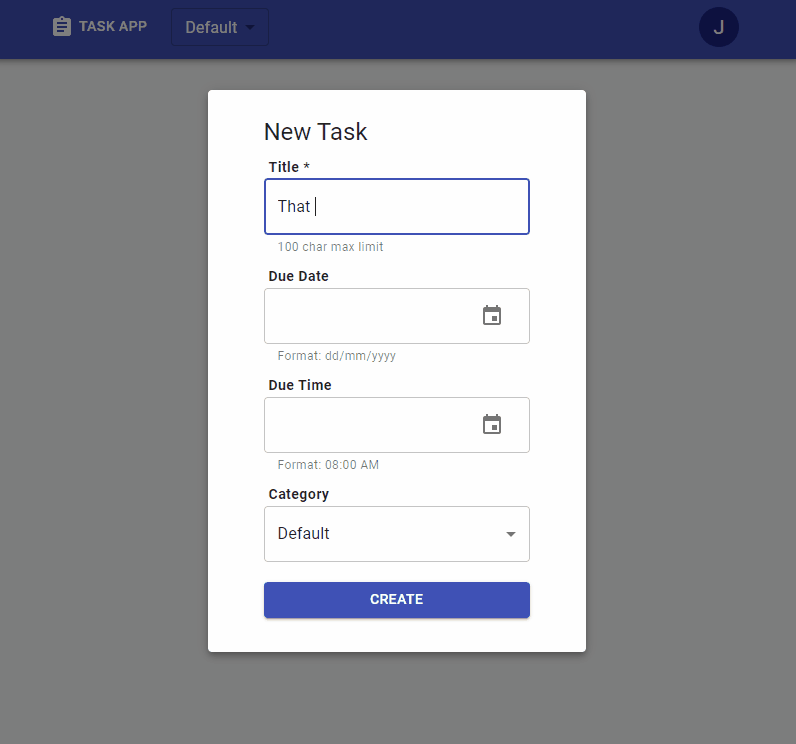 TASK APP
Default
J
New Task
Title *
That
100 char max limit
Due Date
Format: dd/mm/yyyy
Due Time
Format: 08:00 AM
Category
Default
CREATE